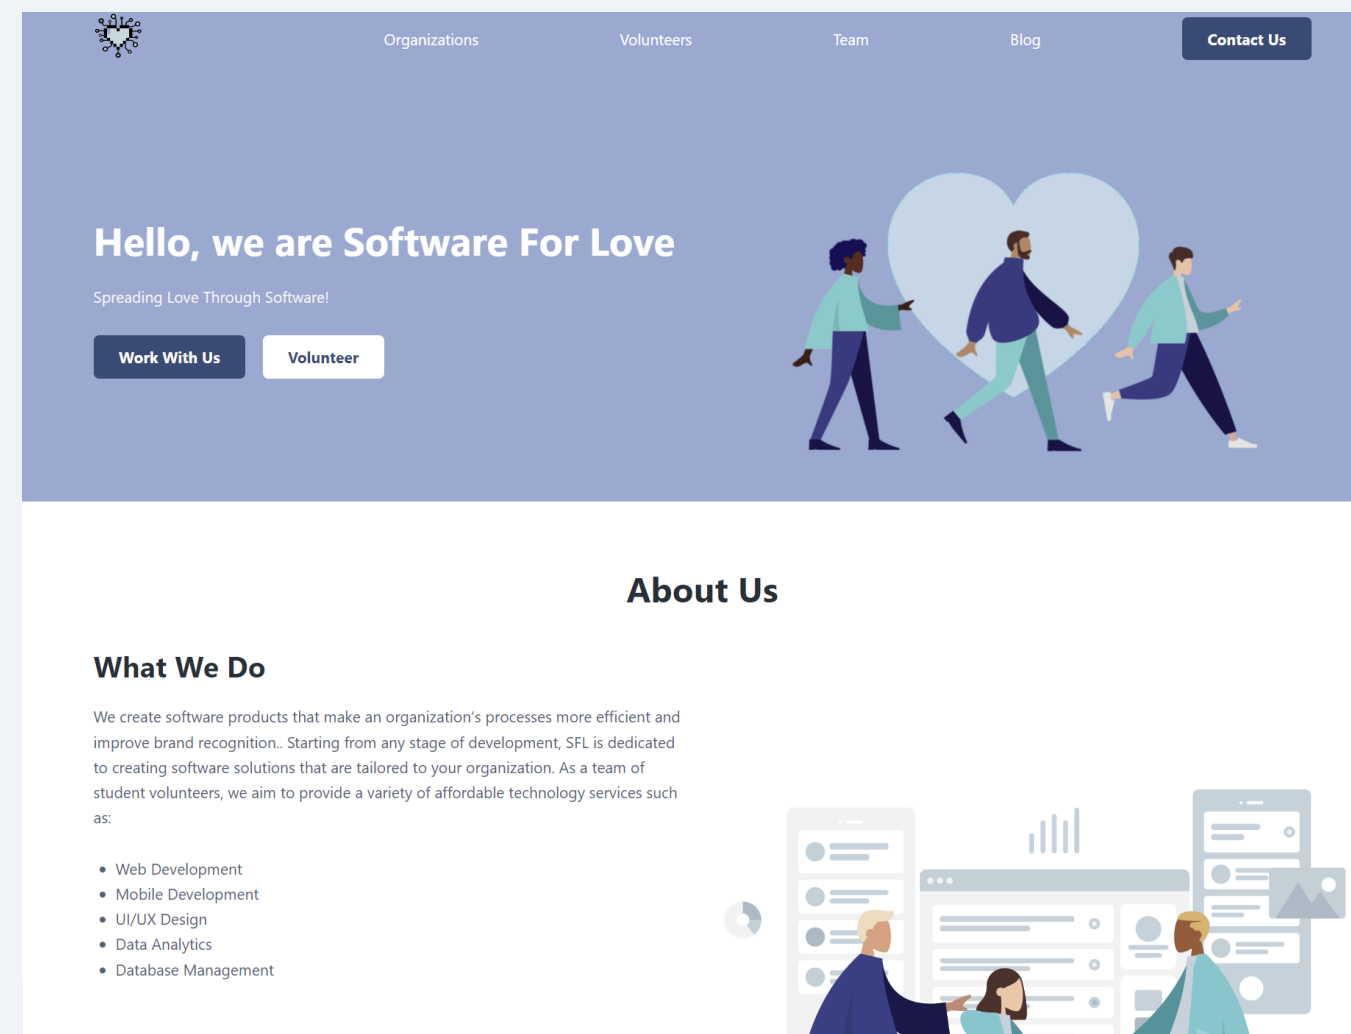 Organizations Volunteers Team Blog Contact Us
Hello, we are Software For Love
Spreading Love Through Software!
Work With Us Volunteer
About Us
What We Do
We create software products that make an organization’s processes more efficient and
improve brand recognition.. Starting from any stage of development, SFL is dedicated
to creating software solutions that are tailored to your organization. As a team of
student volunteers, we aim to provide a variety of affordable technology services such
as:
• Web Development
• Mobile Development
• UI/UX Design
• Data Analytics
• Database Management